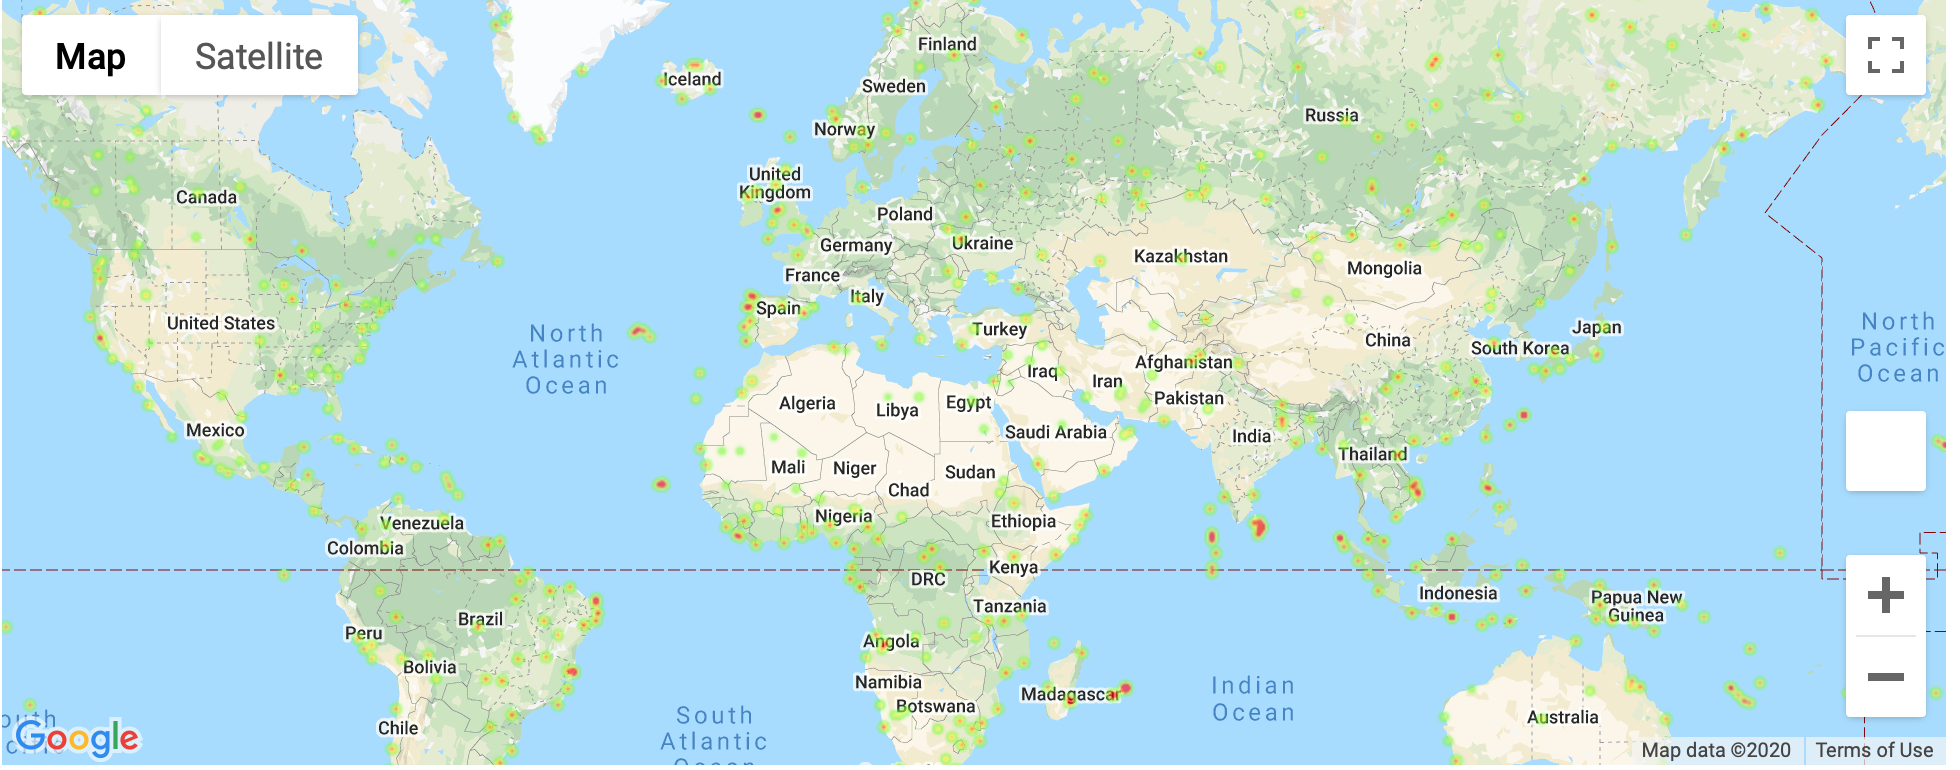 Map
Satellite
Finland
Iceland
Sweden
Russia
Norway
United
Kingdom
Canada
Poland
Ukraine
Germany
Kazakhstan
France
Mongolia
Italy
Spain
United States
North
Atlantic
Ocean
Turkey
China
Japan
South Korea
North
Pacific
Ocean
Afghanistan
Iraq
Iran
Pakistan
Algeria
Libya
Egypt
Saudi Arabia
India
Mexico
Thailand
Mali
Niger
Sudan
Chad
Nigeria
Ethiopia
Venezuela
Colombia
Kenya
DRC
Indonesia
Papua New
Guinea
Tanzania
Brazil
Peru
Angola
Bolivia
Namibia
Madagascar
Botswana
Indian
Ocean
Chile
South
Atlantic
Ocean
Australia
Google
Map data ©2020
Terms of Use